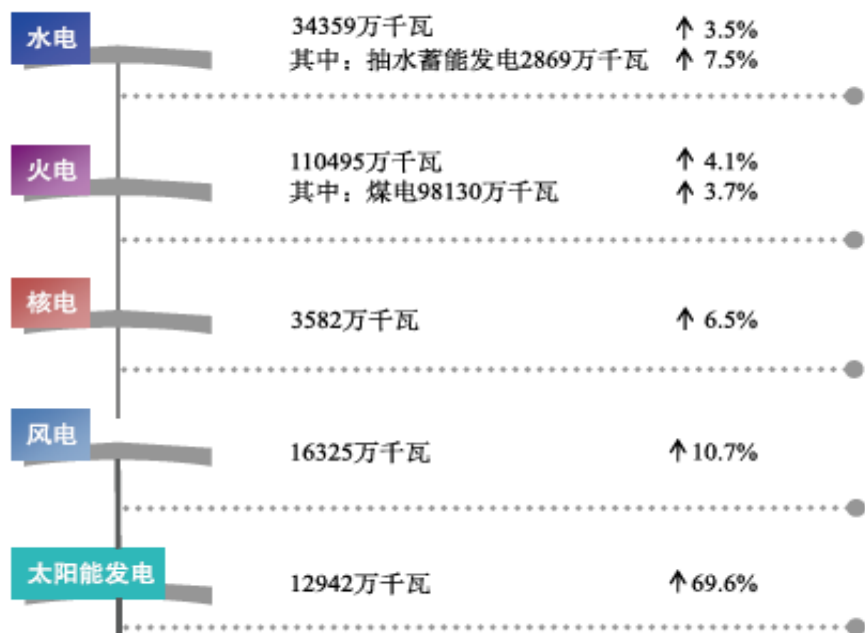 水电
34359万千瓦 ↑ 3.5%
其中：抽水蓄能发电2869万千瓦 ↑ 7.5%
火电
110495万千瓦 ↑ 4.1%
其中：煤电98130万千瓦 ↑ 3.7%
核电
3582万千瓦 ↑ 6.5%
风电
16325万千瓦 ↑ 10.7%
太阳能发电
12942万千瓦 ↑ 69.6%